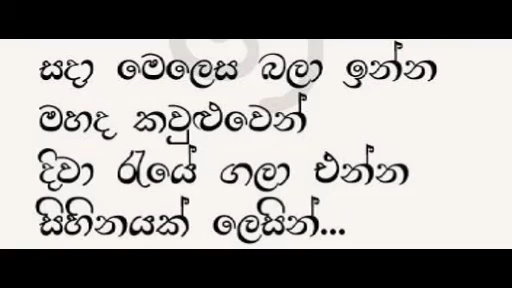 සදා මෙලෙස බලා ඉන්න
මහද කවුළුවෙන්
දිවා රැයේ ගලා එන්න
සිහිනයක් ලෙසින්...